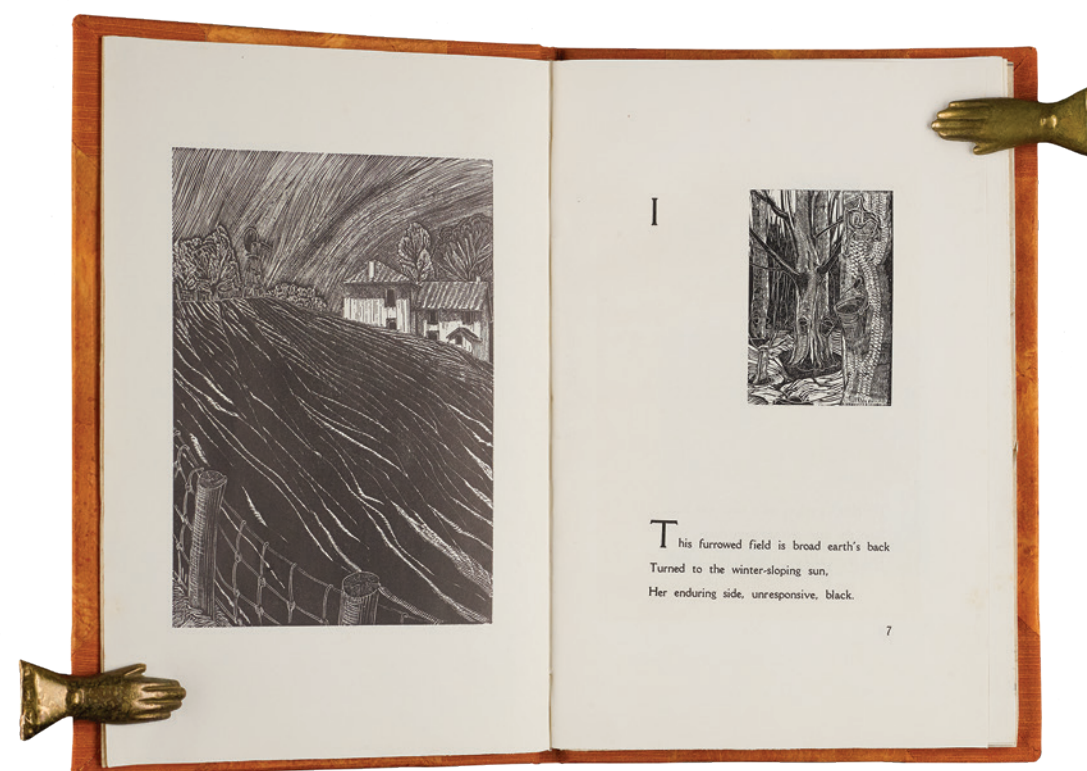 I
This furrowed field is broad earth's back
Turned to the winter-sloping sun,
Her enduring side, unresponsive, black.
7